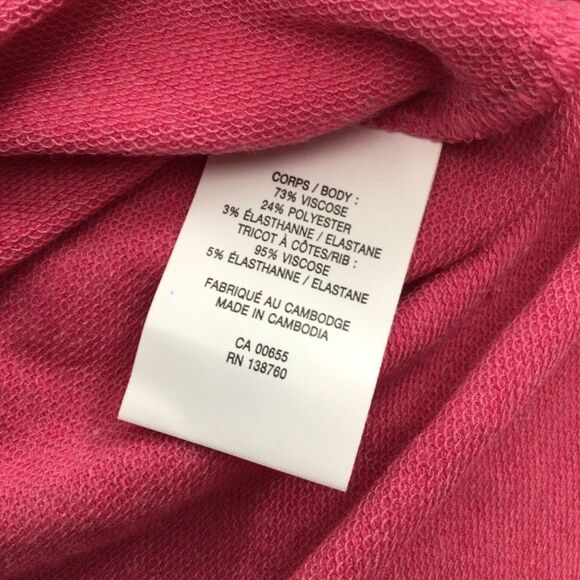 CORPS / BODY :
73% VISCOSE
24% POLYESTER
3% ÉLASTHANNE / ELASTANE
TRICOT À CÔTES/RIB :
95% VISCOSE
5% ÉLASTHANNE / ELASTANE
FABRIQUÉ AU CAMBODGE
MADE IN CAMBODIA
CA 00655
RN 138760